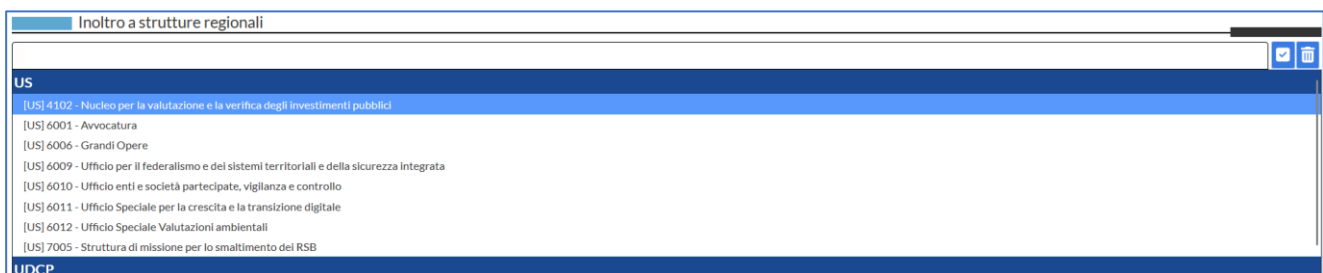 Inoltro a strutture regionali
US
[US] 4102 - Nucleo per la valutazione e la verifica degli investimenti pubblici
[US] 6001 - Avvocatura
[US] 6006 - Grandi Opere
[US] 6009 - Ufficio per il federalismo e dei sistemi territoriali e della sicurezza integrata
[US] 6010 - Ufficio enti e società partecipate, vigilanza e controllo
[US] 6011 - Ufficio Speciale per la crescita e la transizione digitale
[US] 6012 - Ufficio Speciale Valutazioni ambientali
[US] 7005 - Struttura di missione per lo smaltimento dei RSB
UDCP